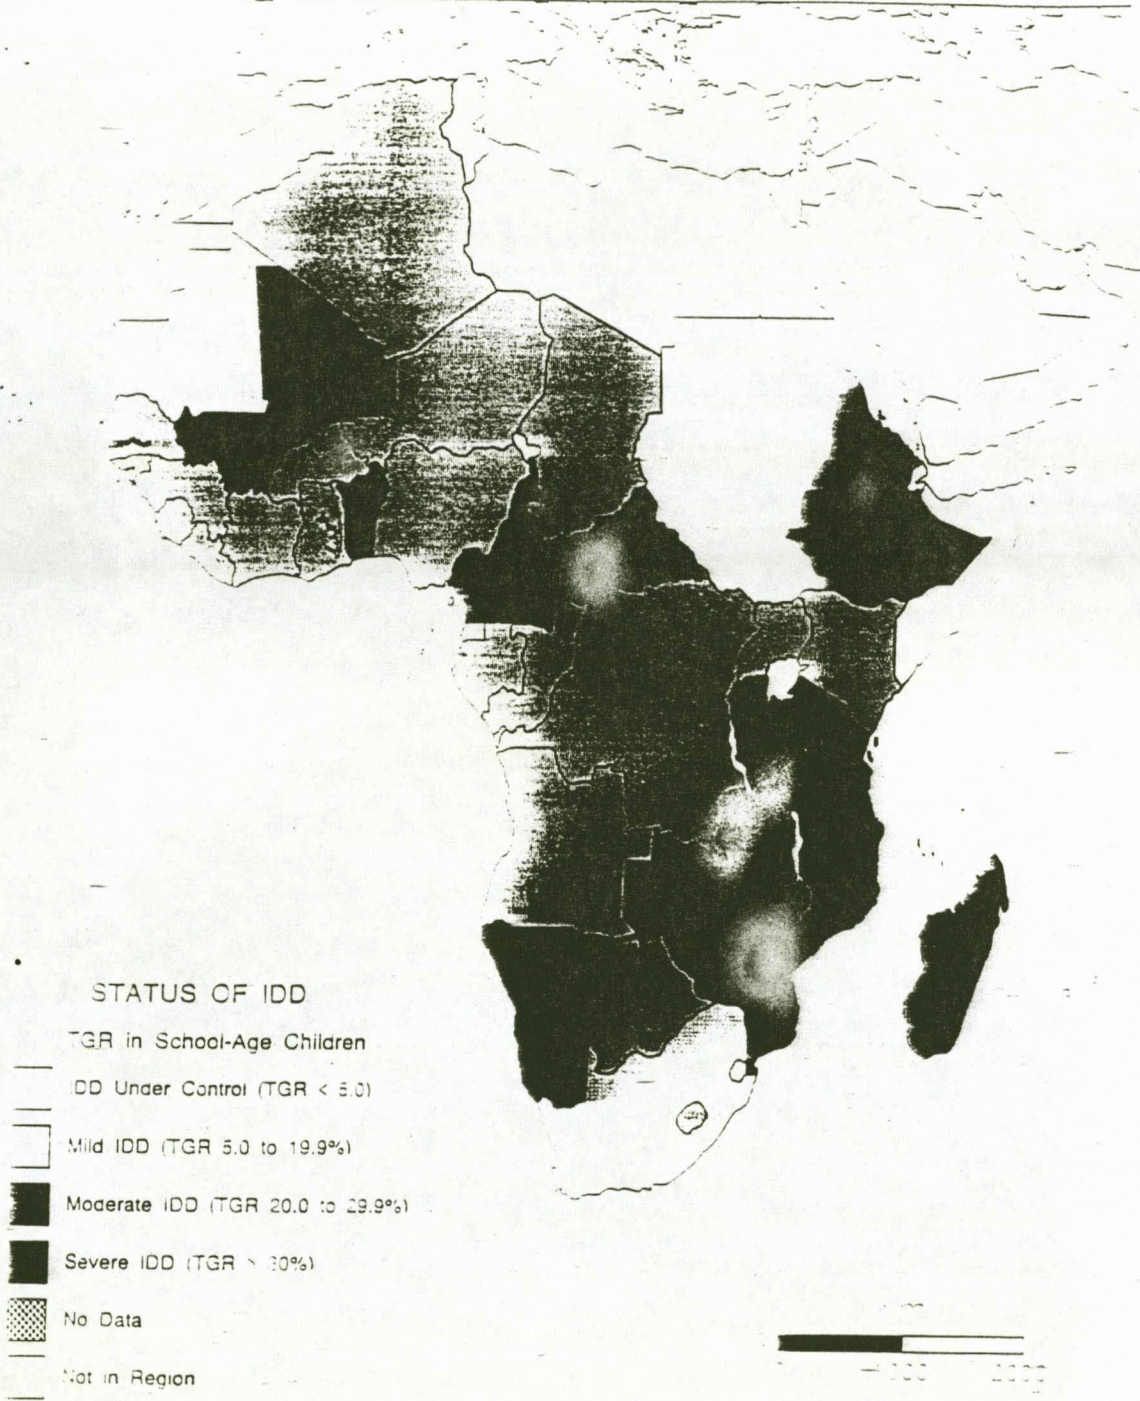 STATUS OF IDD
TGR in School-Age Children
IDD Under Control (TGR < 5.0)
Mild IDD (TGR 5.0 to 19.9%)
Moderate IDD (TGR 20.0 to 29.9%)
Severe IDD (TGR > 30%)
No Data
Not in Region